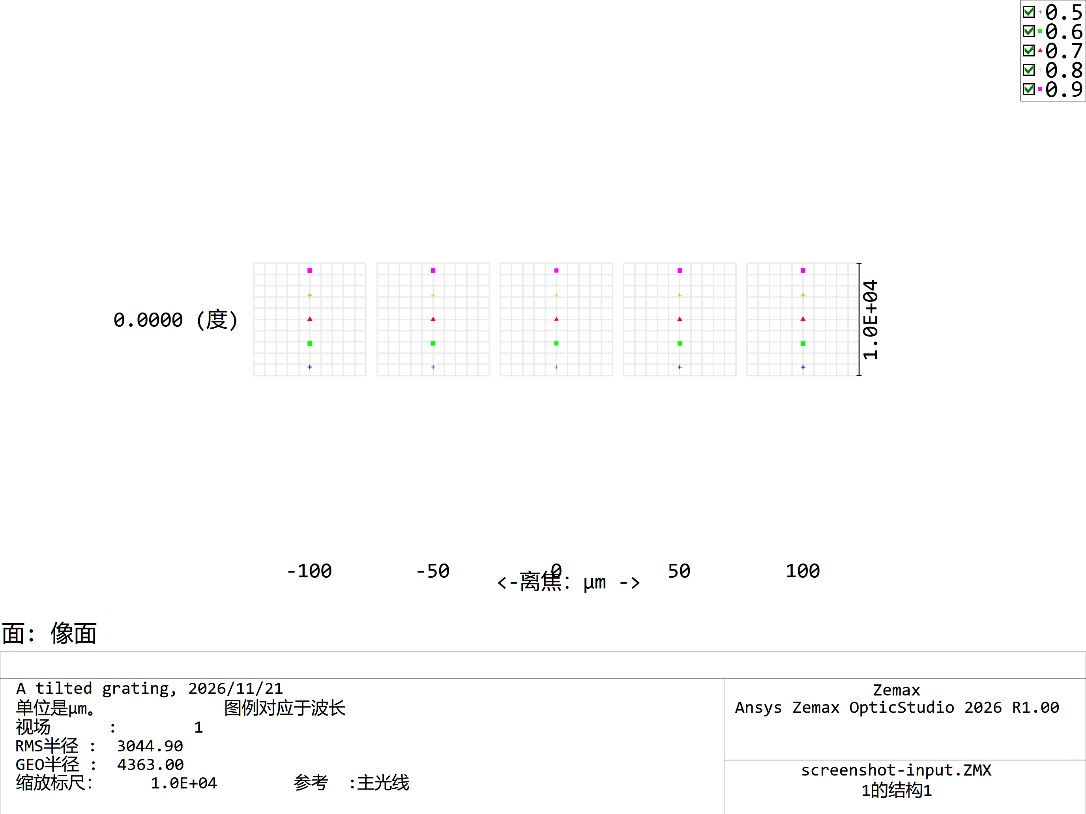 0.5
0.6
0.7
0.8
0.9
0.0000 (度)
1.0E+04
-100
-50
0
50
100
<-离焦: μm ->
面: 像面
A tilted grating, 2026/11/21
单位是μm。 图例对应于波长
视场 : 1
RMS半径 : 3044.90
GEO半径 : 4363.00
缩放标尺: 1.0E+04 参考 :主光线
Zemax
Ansys Zemax OpticStudio 2026 R1.00
screenshot-input.ZMX
1的结构1